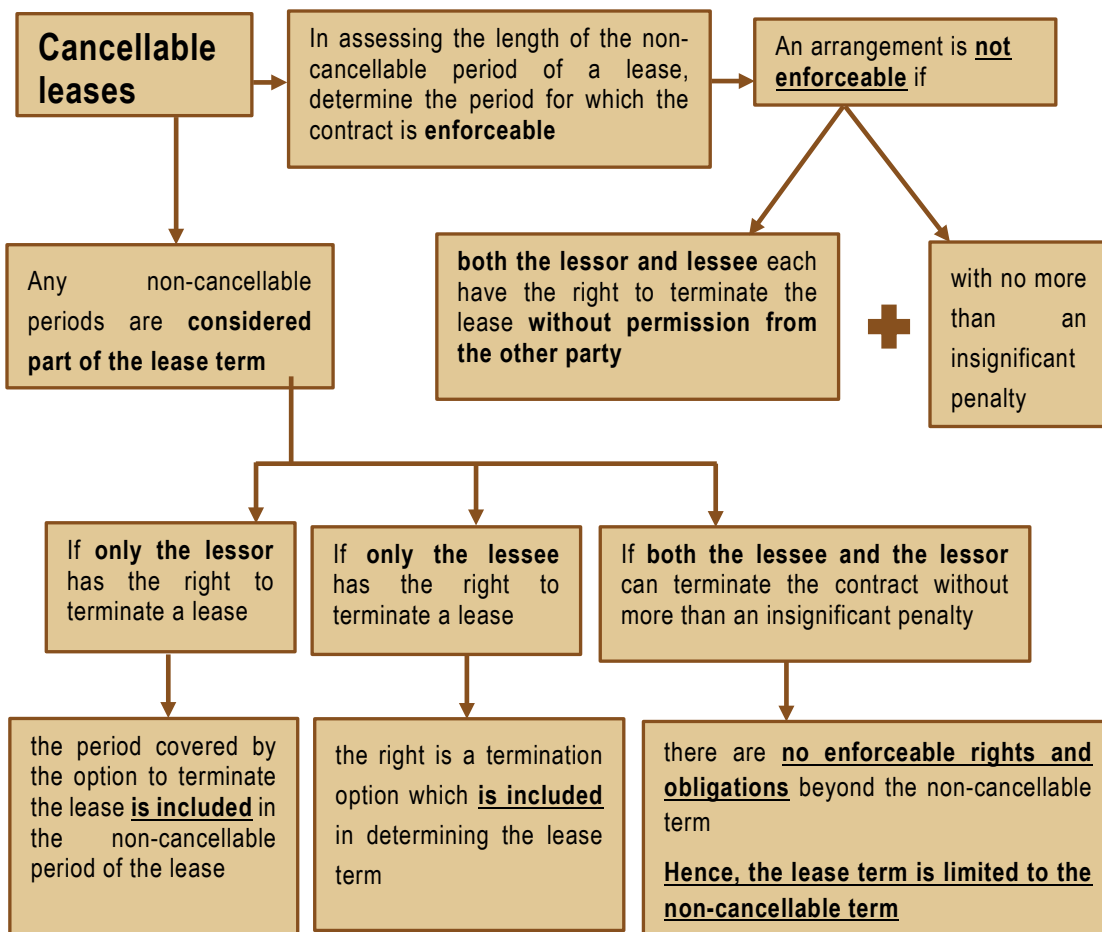 Cancellable
leases
In assessing the length of the non-
cancellable period of a lease,
determine the period for which the
contract is enforceable
An arrangement is not
enforceable if
both the lessor and lessee each
have the right to terminate the
lease without permission from
the other party
with no more
than an
insignificant
penalty
Any non-cancellable
periods are considered
part of the lease term
If only the lessor
has the right to
terminate a lease
If only the lessee
has the right to
terminate a lease
If both the lessee and the lessor
can terminate the contract without
more than an insignificant penalty
the period covered by
the option to terminate
the lease is included in
the non-cancellable
period of the lease
the right is a termination
option which is included
in determining the lease
term
there are no enforceable rights and
obligations beyond the non-cancellable
term
Hence, the lease term is limited to the
non-cancellable term